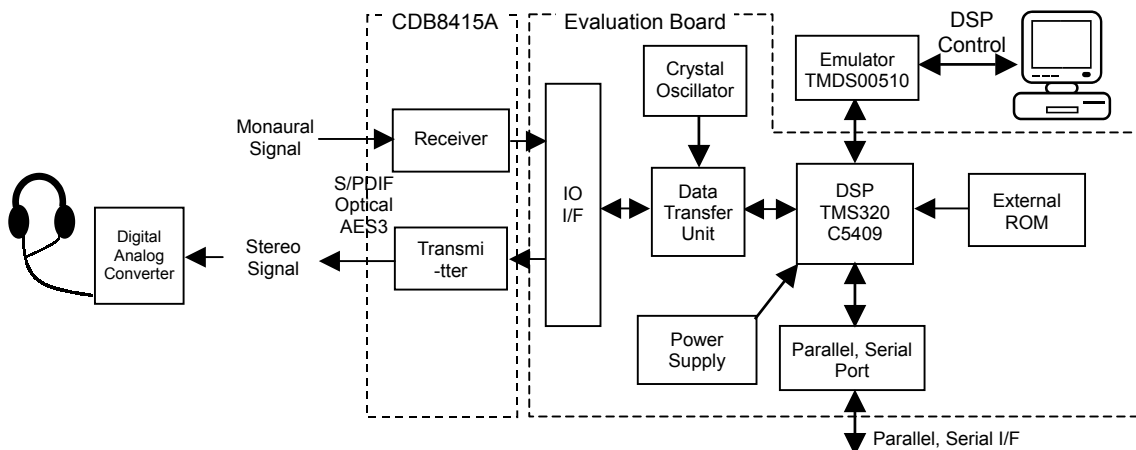 CDB8415A
Evaluation Board
DSP
Control
Emulator
TMDS00510
Crystal
Oscillator
Monaural
Signal
Receiver
S/PDIF
Optical
AES3
IO
I/F
Data
Transfer
Unit
DSP
TMS320
C5409
External
ROM
Digital
Analog
Converter
Stereo
Signal
Transmi
-tter
Power
Supply
Parallel, Serial
Port
Parallel, Serial I/F